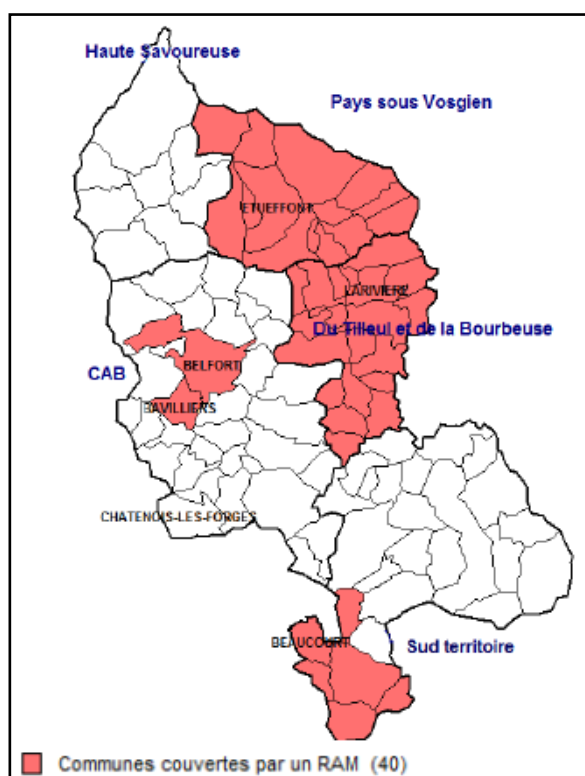 Haute Savoureuse
Pays sous Vosgien
ETUEFFONT
LARIVIERE
Du Tilleul et de la Bourbeuse
BELFORT
CAB
BAVILLIERS
CHATENOIS-LES-FORGES
BEAUCOURT
Sud territoire
Communes couvertes par un RAM (40)